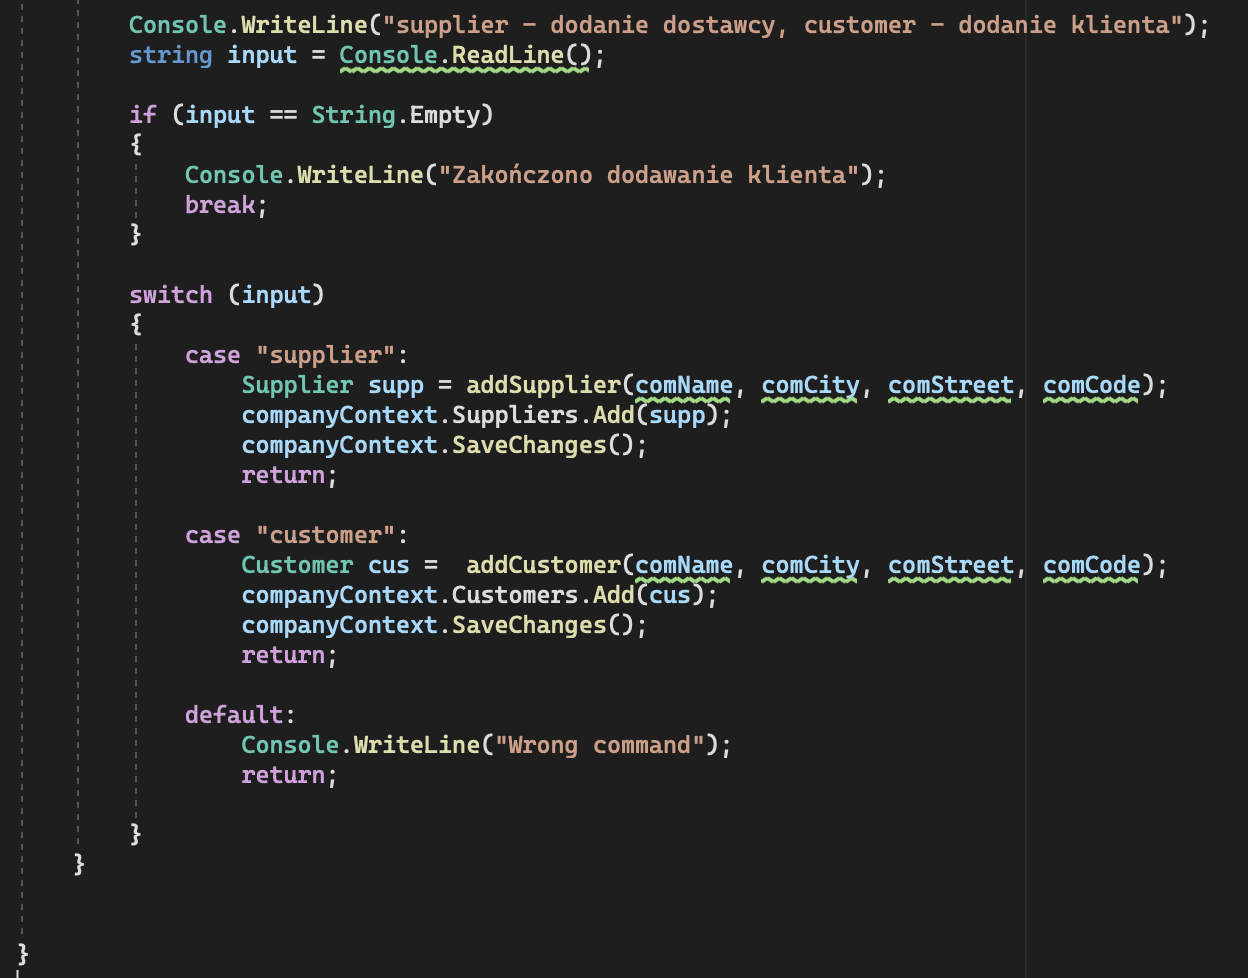 Console.WriteLine("supplier - dodanie dostawcy, customer - dodanie klienta");
string input = Console.ReadLine();
if (input == String.Empty)
{
Console.WriteLine("Zakończono dodawanie klienta");
break;
}
switch (input)
{
case "supplier":
Supplier supp = addSupplier(comName, comCity, comStreet, comCode);
companyContext.Suppliers.Add(supp);
companyContext.SaveChanges();
return;
case "customer":
Customer cus =  addCustomer(comName, comCity, comStreet, comCode);
companyContext.Customers.Add(cus);
companyContext.SaveChanges();
return;
default:
Console.WriteLine("Wrong command");
return;
}
}
}